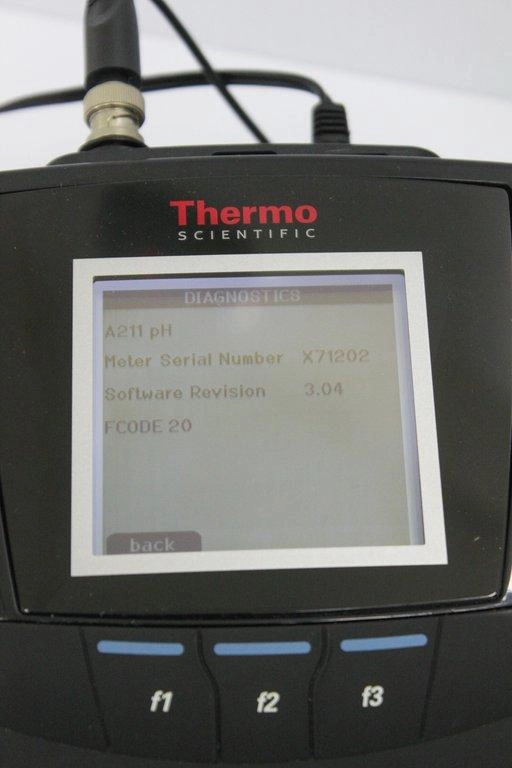 Thermo
SCIENTIFIC
DIAGNOSTICS
A211 pH
Meter Serial Number X71202
Software Revision 3.04
FCODE 20
back
f1 f2 f3